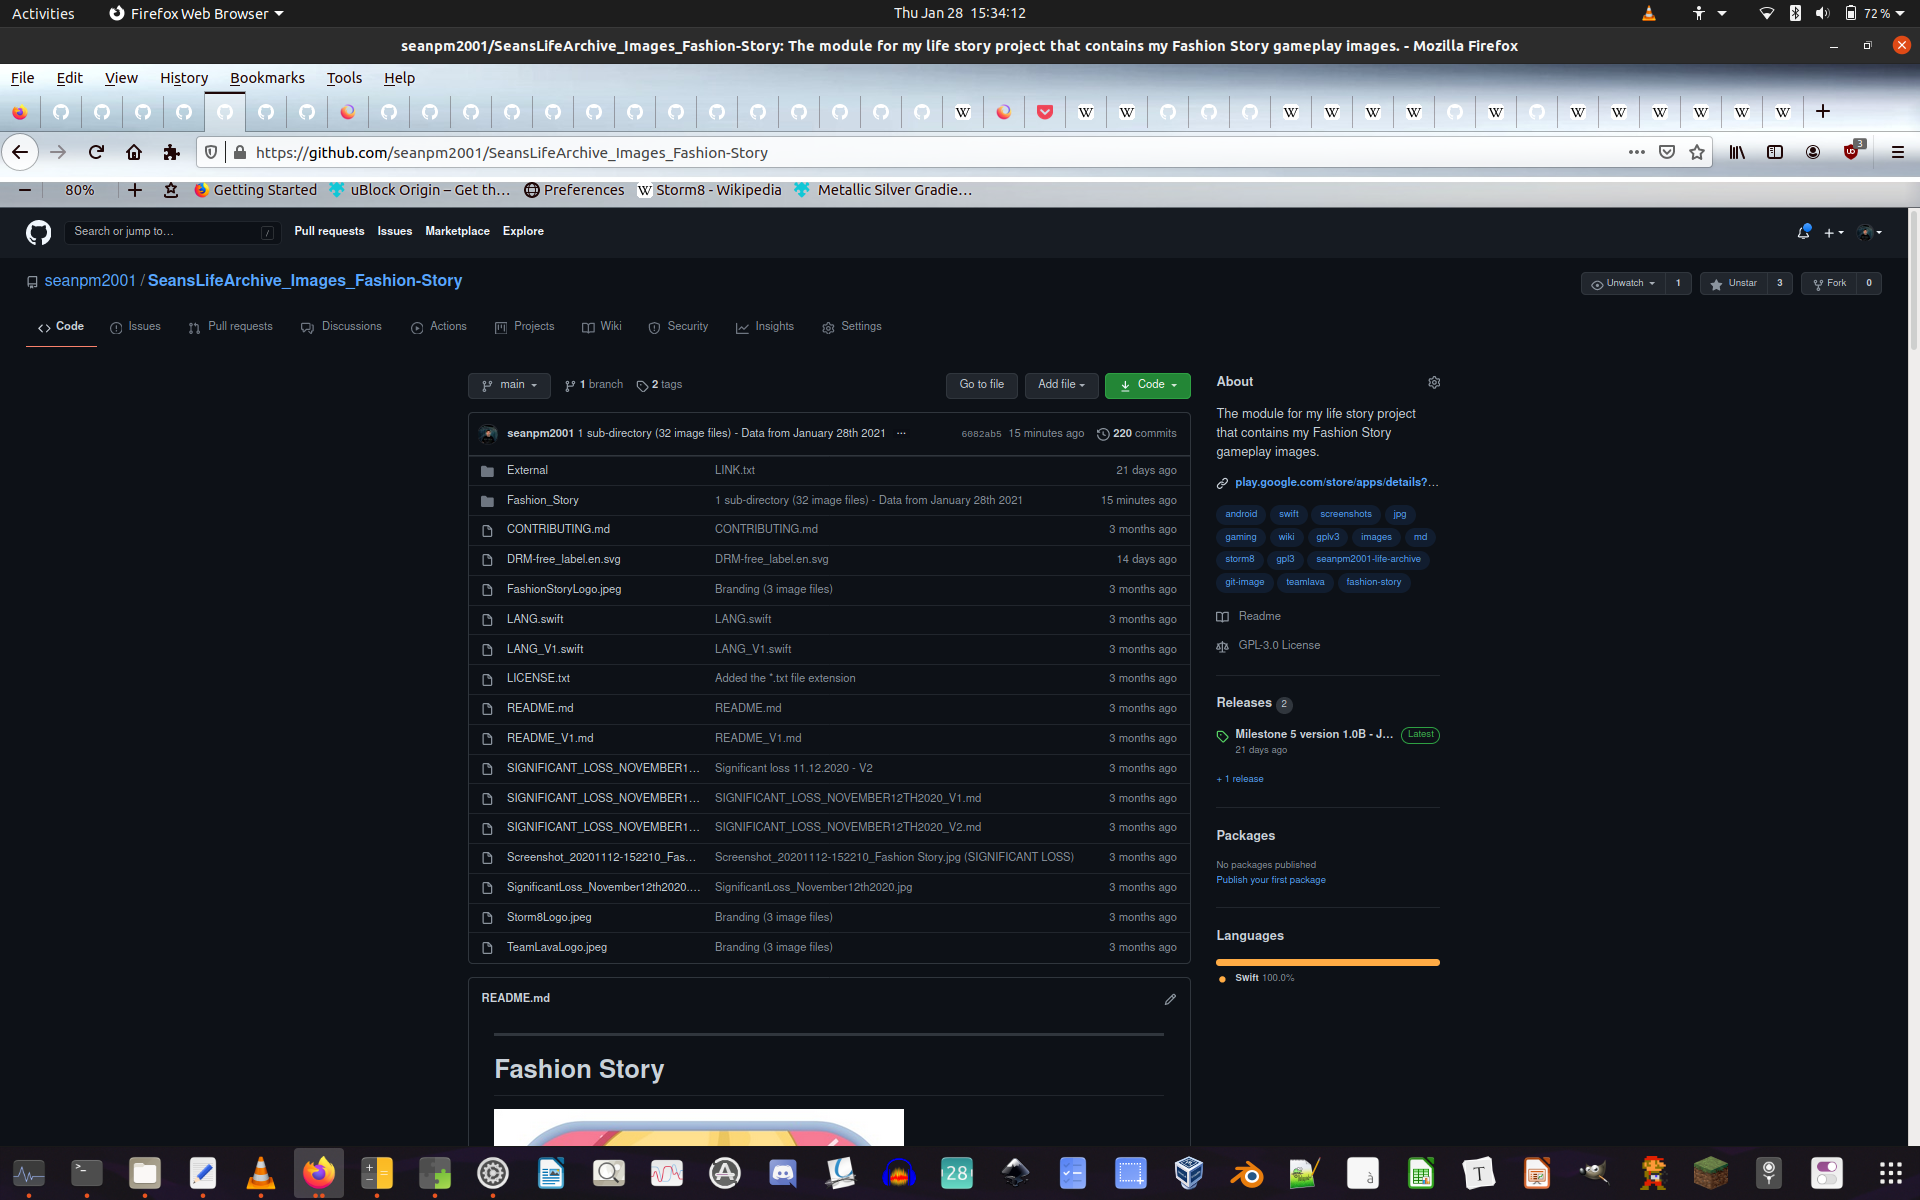 Activities
Firefox Web Browser
Thu Jan 28 15:34:12
72 %
seanpm2001/SeansLifeArchive_Images_Fashion-Story: The module for my life story project that contains my Fashion Story gameplay images. - Mozilla Firefox
File Edit View History Bookmarks Tools Help
https://github.com/seanpm2001/SeansLifeArchive_Images_Fashion-Story
3
80%
Getting Started
uBlock Origin – Get th…
Preferences
Storm8 - Wikipedia
Metallic Silver Gradie…
Search or jump to…
/
Pull requests Issues Marketplace Explore
seanpm2001 / SeansLifeArchive_Images_Fashion-Story
Unwatch 1
Unstar 3
Fork 0
Code Issues Pull requests Discussions Actions Projects Wiki Security Insights Settings
main
1 branch
2 tags
Go to file
Add file
Code
seanpm2001 1 sub-directory (32 image files) - Data from January 28th 2021 ... 6082ab5 15 minutes ago 220 commits
External LINK.txt 21 days ago
Fashion_Story 1 sub-directory (32 image files) - Data from January 28th 2021 15 minutes ago
CONTRIBUTING.md CONTRIBUTING.md 3 months ago
DRM-free_label.en.svg DRM-free_label.en.svg 14 days ago
FashionStoryLogo.jpeg Branding (3 image files) 3 months ago
LANG.swift LANG.swift 3 months ago
LANG_V1.swift LANG_V1.swift 3 months ago
LICENSE.txt Added the *.txt file extension 3 months ago
README.md README.md 3 months ago
README_V1.md README_V1.md 3 months ago
SIGNIFICANT_LOSS_NOVEMBER1... Significant loss 11.12.2020 - V2 3 months ago
SIGNIFICANT_LOSS_NOVEMBER1... SIGNIFICANT_LOSS_NOVEMBER12TH2020_V1.md 3 months ago
SIGNIFICANT_LOSS_NOVEMBER1... SIGNIFICANT_LOSS_NOVEMBER12TH2020_V2.md 3 months ago
Screenshot_20201112-152210_Fas... Screenshot_20201112-152210_Fashion Story.jpg (SIGNIFICANT LOSS) 3 months ago
SignificantLoss_November12th2020.... SignificantLoss_November12th2020.jpg 3 months ago
Storm8Logo.jpeg Branding (3 image files) 3 months ago
TeamLavaLogo.jpeg Branding (3 image files) 3 months ago
About
The module for my life story project
that contains my Fashion Story
gameplay images.
play.google.com/store/apps/details?…
android swift screenshots jpg
gaming wiki gplv3 images md
storm8 gpl3 seanpm2001-life-archive
git-image teamlava fashion-story
Readme
GPL-3.0 License
Releases 2
Milestone 5 version 1.0B - J... Latest
21 days ago
+ 1 release
Packages
No packages published
Publish your first package
Languages
Swift 100.0%
README.md
Fashion Story
28